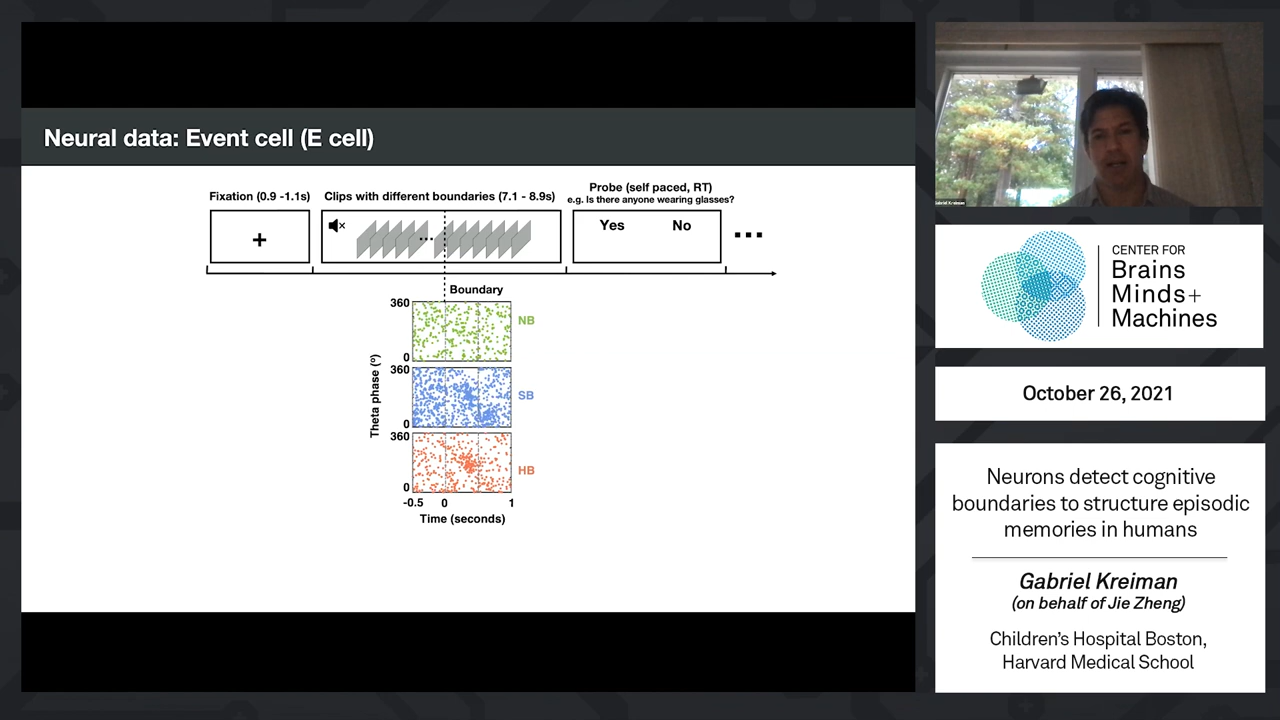 Neural data: Event cell (E cell)
Fixation (0.9 -1.1s)
Clips with different boundaries (7.1 - 8.9s)
Probe (self paced, RT)
e.g. Is there anyone wearing glasses?
+
Yes No
Boundary
360
0
NB
360
0
SB
360
0
HB
Theta phase (º)
-0.5 0 1
Time (seconds)
Gabriel Kreiman
CENTER FOR
Brains
Minds+
Machines
October 26, 2021
Neurons detect cognitive
boundaries to structure episodic
memories in humans
Gabriel Kreiman
(on behalf of Jie Zheng)
Children's Hospital Boston,
Harvard Medical School